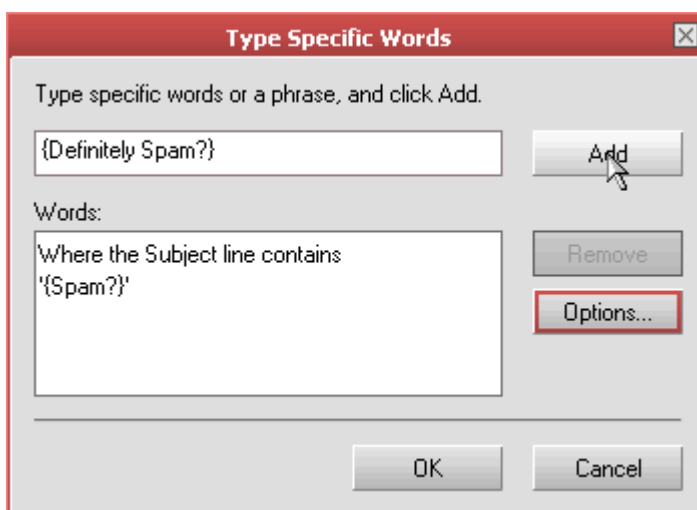 Type Specific Words
Type specific words or a phrase, and click Add.
{Definitely Spam?}
Add
Words:
Where the Subject line contains
'{Spam?}'
Remove
Options...
OK
Cancel